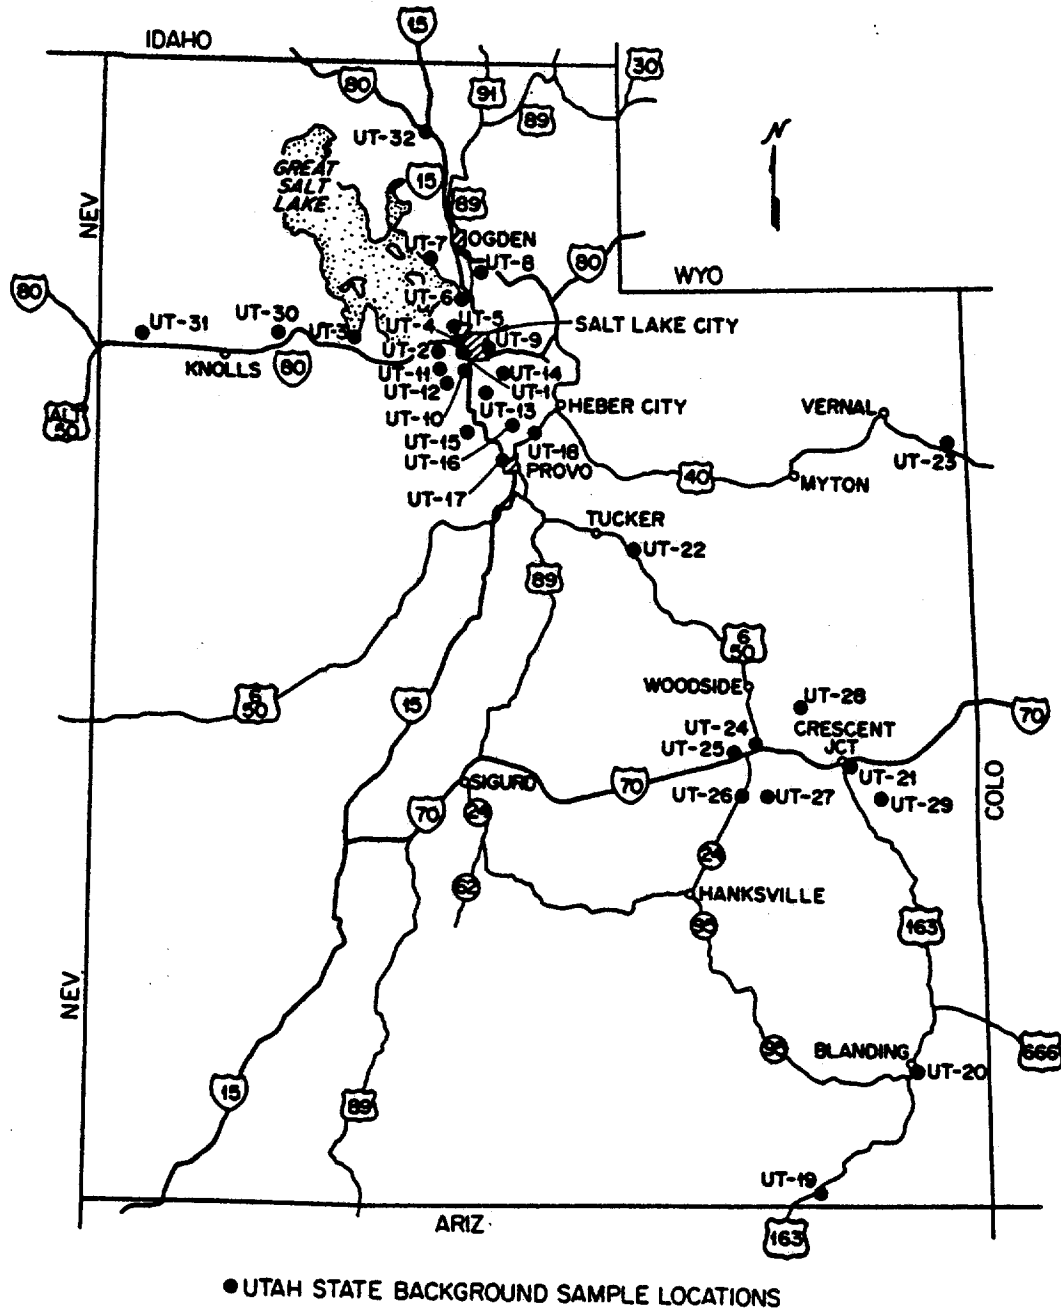 15
IDAHO
30
80
91
89
UT-32
N
GREAT
SALT
LAKE
15
89
NEV
OGDEN
UT-7
UT-8
80
WYO
80
UT-6
UT-31
UT-30
UT-3
UT-4
UT-5
SALT LAKE CITY
UT-9
UT-2
KNOLLS
80
UT-11
UT-14
UT-12
UT-1
ALT
50
UT-10
UT-13
HEBER CITY
VERNAL
UT-15
UT-18
UT-16
UT-23
PROVO
40
MYTON
UT-17
TUCKER
UT-22
89
6
50
WOODSIDE
UT-28
6
50
15
70
UT-24
CRESCENT
JCT
UT-25
UT-21
SIGURD
70
UT-26
UT-27
UT-29
COLO
70
24
24
62
HANKSVILLE
95
163
NEV
95
BLANDING
666
UT-20
15
89
UT-19
ARIZ
163
UTAH STATE BACKGROUND SAMPLE LOCATIONS